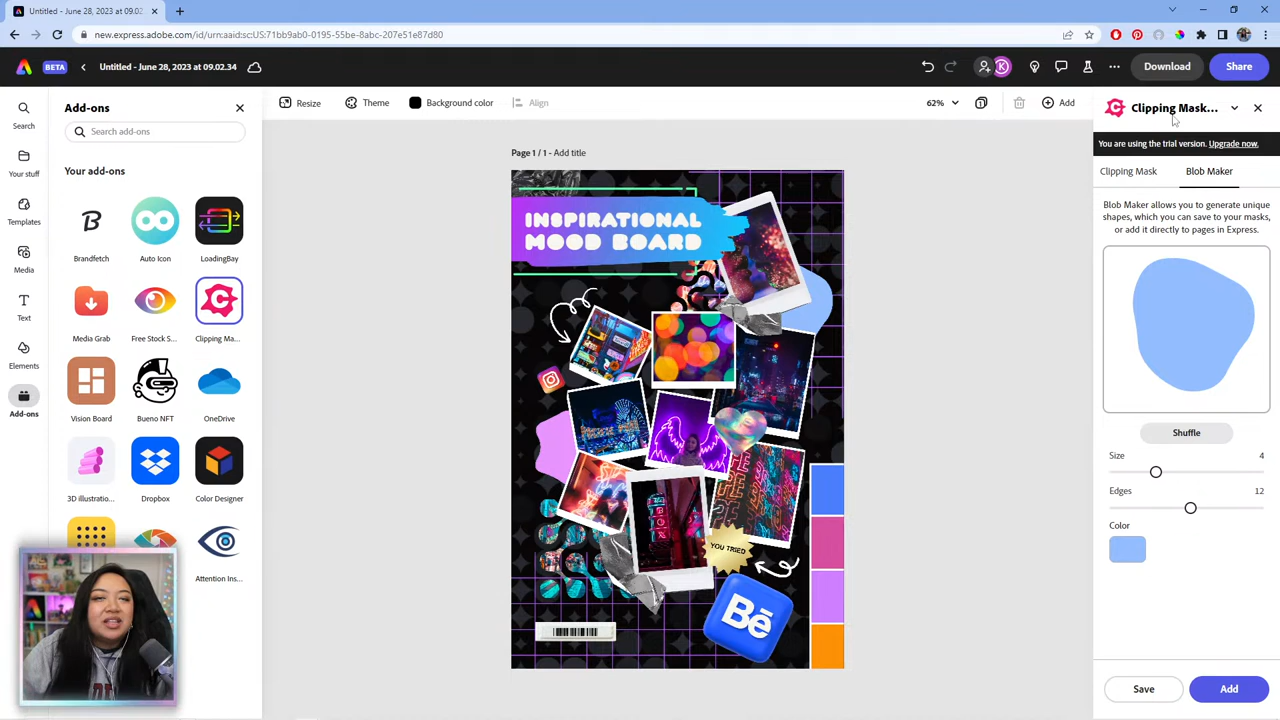 Untitled - June 28, 2023 at 09.02
new.express.adobe.com/id/urn:aaid:sc:US:71bb9ab0-0195-55be-8abc-207e51e87d80
BETA
Untitled - June 28, 2023 at 09.02.34
K
Download
Share
Search
Your stuff
Templates
Media
Text
Elements
Add-ons
Add-ons
Search add-ons
Your add-ons
Brandfetch
Auto Icon
LoadingBay
Media Grab
Free Stock S...
Clipping Ma...
Vision Board
Bueno NFT
OneDrive
3D illustratio...
Dropbox
Color Designer
Attention Ins...
Resize
Theme
Background color
Align
62%
1
Add
Page 1 / 1 - Add title
INSPIRATIONAL
MOOD BOARD
YOU TRIED
Bē
Clipping Mask...
You are using the trial version. Upgrade now.
Clipping Mask
Blob Maker
Blob Maker allows you to generate unique
shapes, which you can save to your masks,
or add it directly to pages in Express.
Shuffle
Size
4
Edges
12
Color
Save
Add